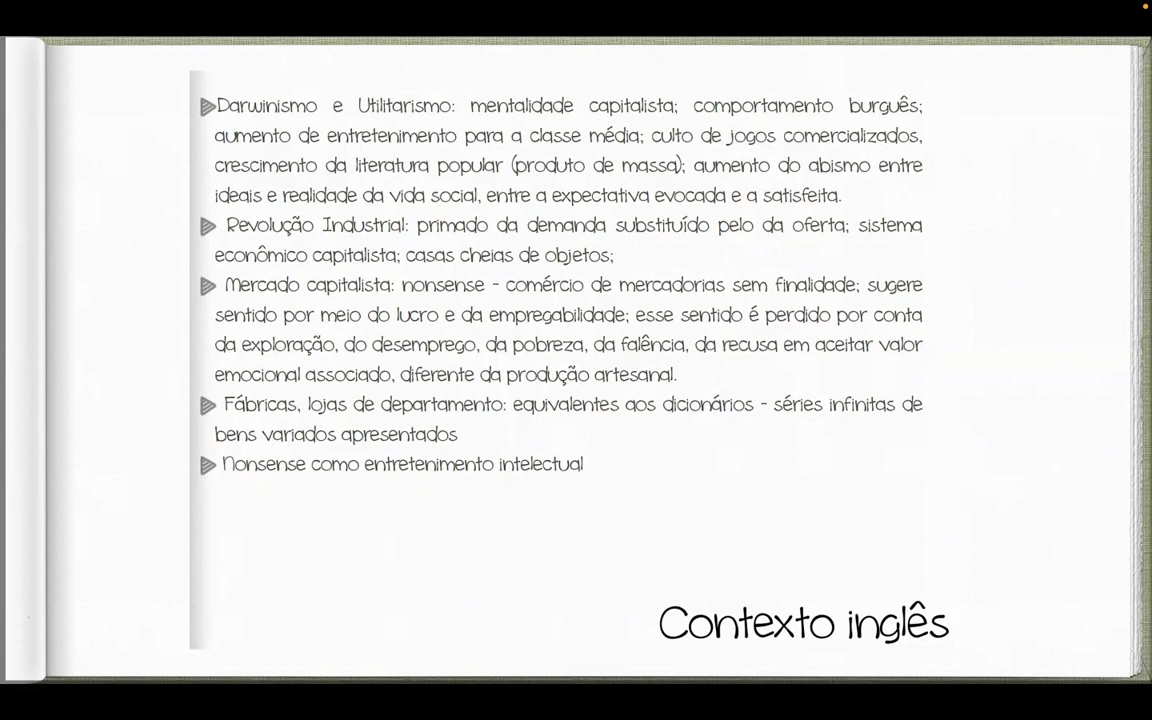 Darwinismo e Utilitarismo: mentalidade capitalista; comportamento burguês;
aumento de entretenimento para a classe média; culto de jogos comercializados,
crescimento da literatura popular (produto de massa); aumento do abismo entre
ideais e realidade da vida social, entre a expectativa evocada e a satisfeita.
Revolução Industrial: primado da demanda substituído pelo da oferta; sistema
econômico capitalista; casas cheias de objetos;
Mercado capitalista: nonsense - comércio de mercadorias sem finalidade; sugere
sentido por meio do lucro e da empregabilidade; esse sentido é perdido por conta
da exploração, do desemprego, da pobreza, da falência, da recusa em aceitar valor
emocional associado, diferente da produção artesanal.
Fábricas, lojas de departamento: equivalentes aos dicionários - séries infinitas de
bens variados apresentados
Nonsense como entretenimento intelectual
Contexto inglês